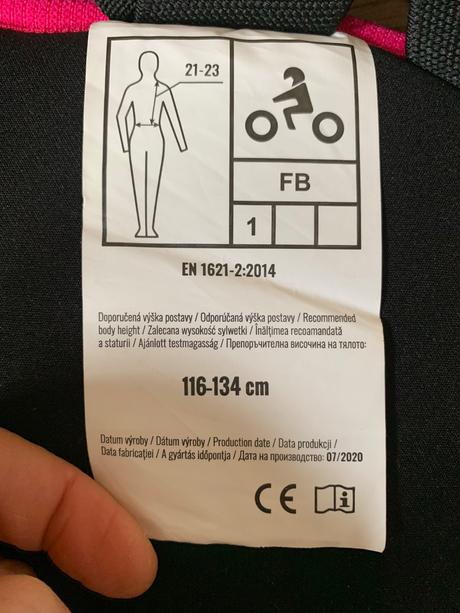 21-23
FB
1
EN 1621-2:2014
Doporučená výška postavy / Odporúčaná výška postavy / Recommended
body height / Zalecana wysokość sylwetki / Înălţimea recoamandată
a staturii / Ajánlott testmagasság / Препоръчителна височина на тялото:
116-134 cm
Datum výroby / Dátum výroby / Production date / Data produkcji /
Data fabricaţiei / A gyártás időpontja / Дата на производство: 07/2020
CE
i